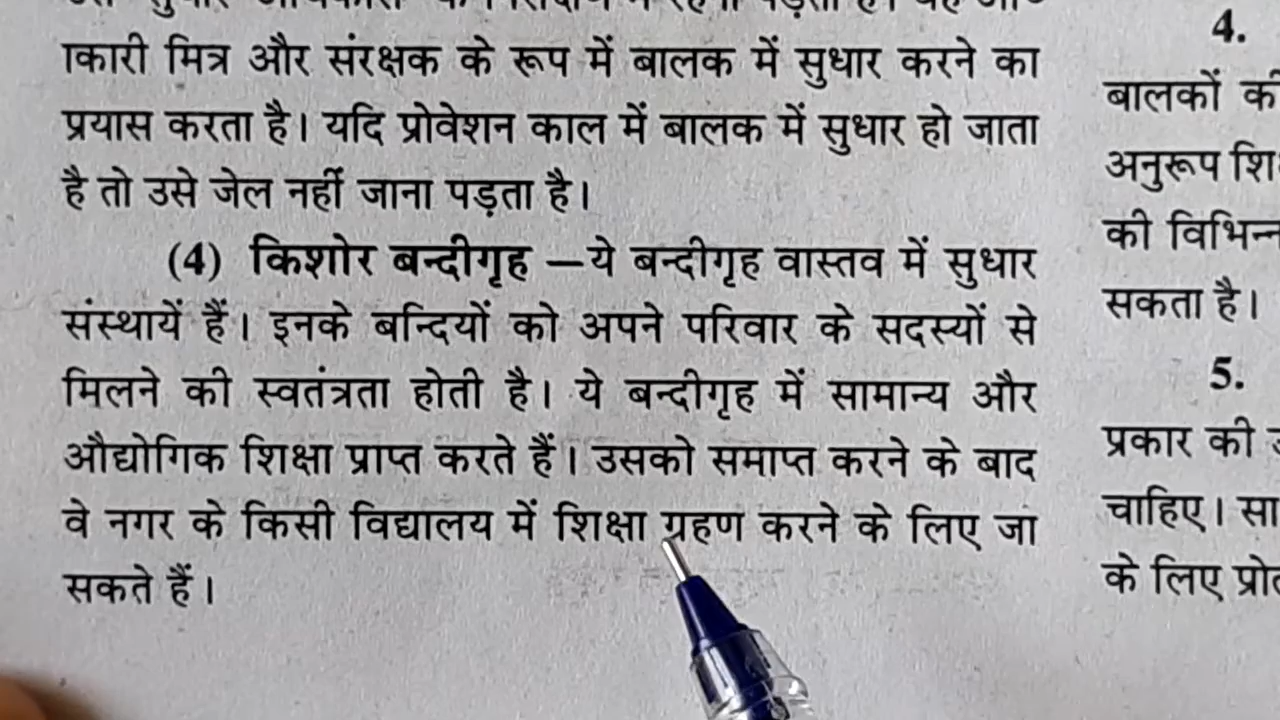 ाकारी मित्र और संरक्षक के रूप में बालक में सुधार करने का
प्रयास करता है। यदि प्रोवेशन काल में बालक में सुधार हो जाता
है तो उसे जेल नहीं जाना पड़ता है।
(4) किशोर बन्दीगृह —ये बन्दीगृह वास्तव में सुधार
संस्थायें हैं। इनके बन्दियों को अपने परिवार के सदस्यों से
मिलने की स्वतंत्रता होती है। ये बन्दीगृह में सामान्य और
औद्योगिक शिक्षा प्राप्त करते हैं। उसको समाप्त करने के बाद
वे नगर के किसी विद्यालय में शिक्षा ग्रहण करने के लिए जा
सकते हैं।
4.
बालकों
अनुरूप
की विभिन्न
सकता है।
5.
प्रकार की
चाहिए।
के लिए